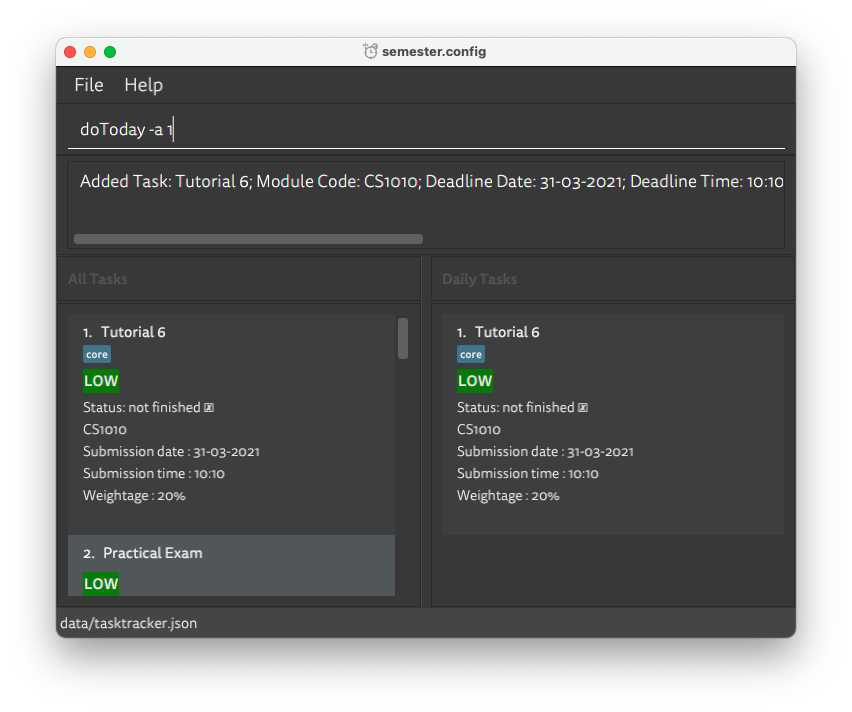 semester.config
File Help
doToday -a 1
Added Task: Tutorial 6; Module Code: CS1010; Deadline Date: 31-03-2021; Deadline Time: 10:10
All Tasks
Daily Tasks
1. Tutorial 6
core
LOW
Status: not finished
CS1010
Submission date : 31-03-2021
Submission time : 10:10
Weightage : 20%
2. Practical Exam
LOW
1. Tutorial 6
core
LOW
Status: not finished
CS1010
Submission date : 31-03-2021
Submission time : 10:10
Weightage : 20%
data/tasktracker.json